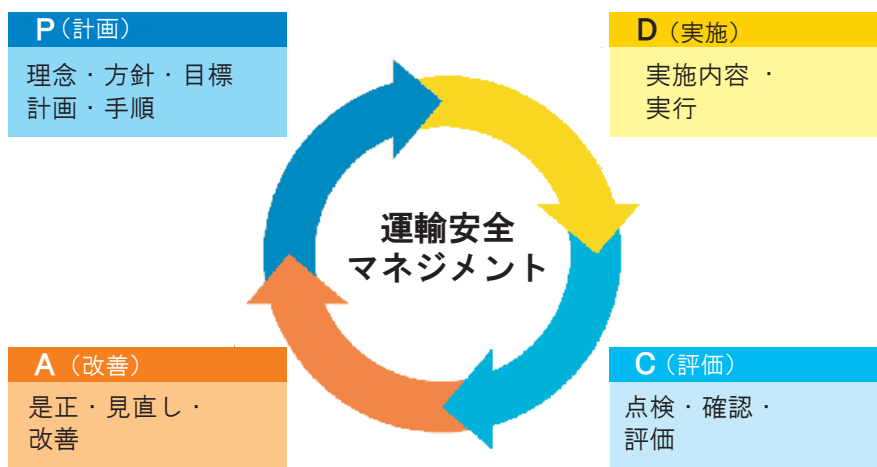 P（計画）
理念・方針・目標
計画・手順
D（実施）
実施内容・
実行
運輸安全
マネジメント
A（改善）
是正・見直し・
改善
C（評価）
点検・確認・
評価